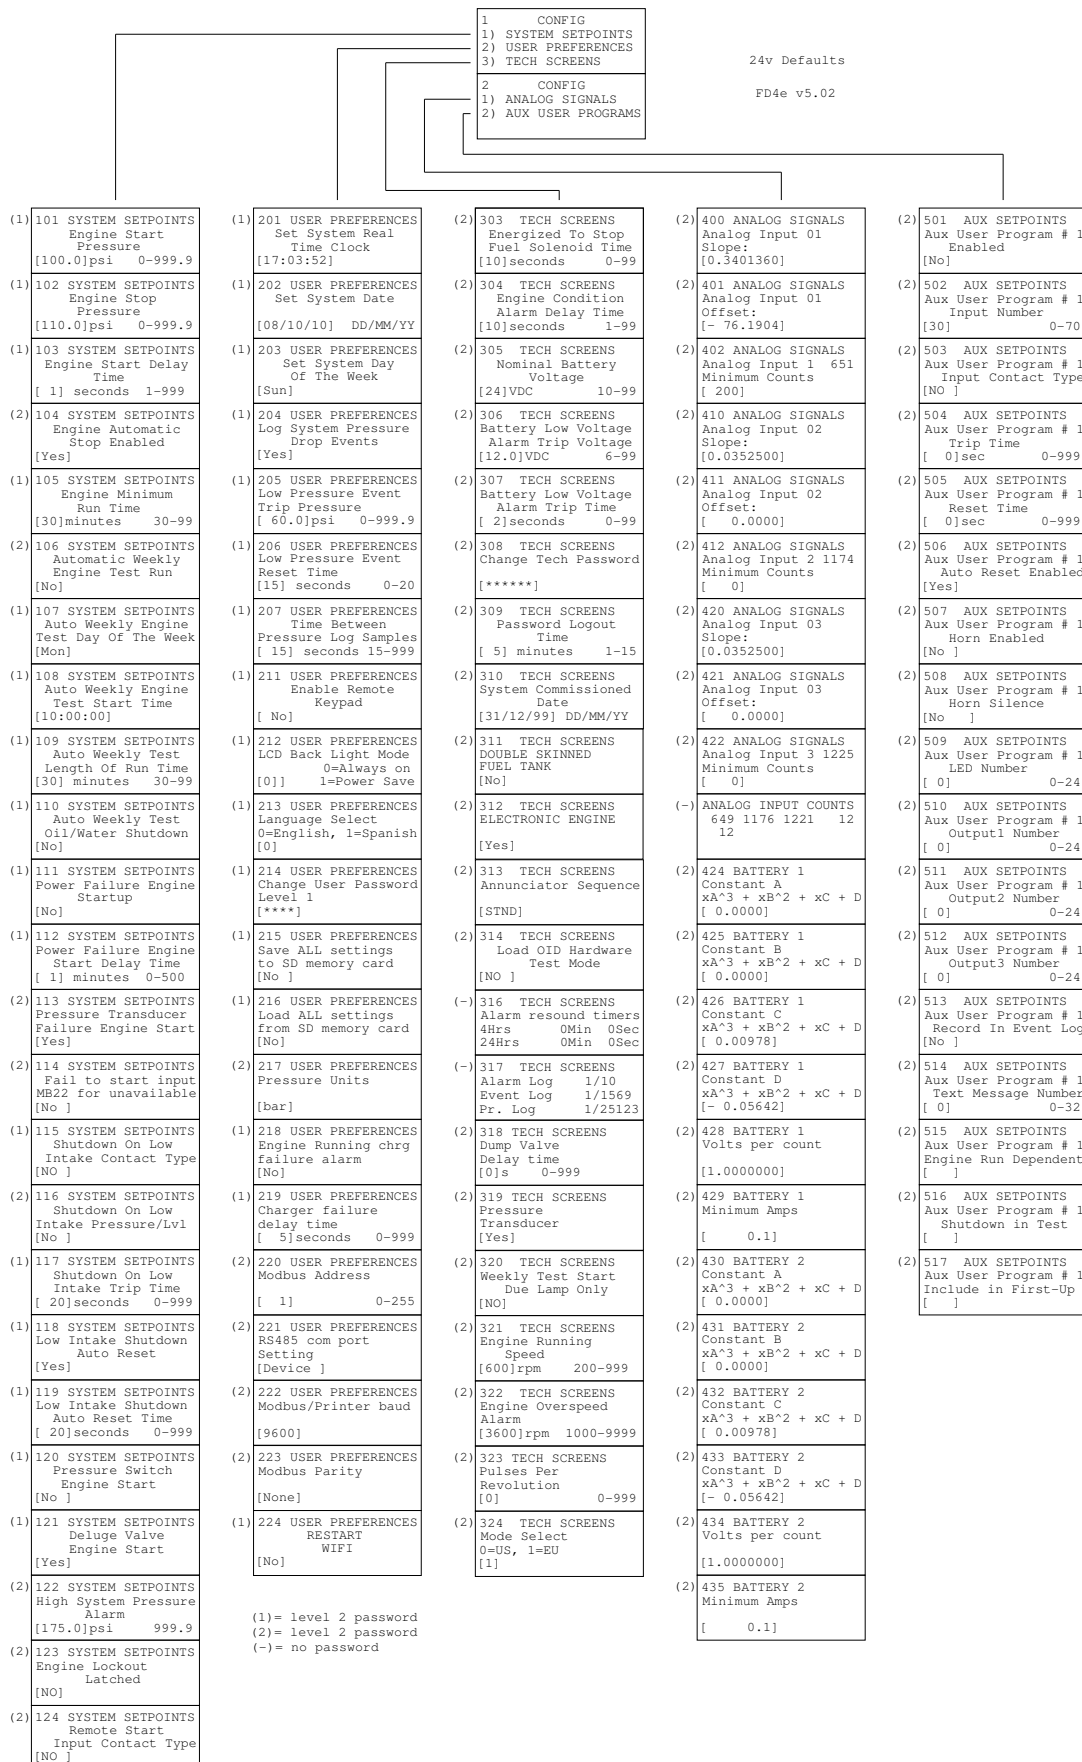 1 CONFIG
1) SYSTEM SETPOINTS
2) USER PREFERENCES
3) TECH SCREENS
2 CONFIG
1) ANALOG SIGNALS
2) AUX USER PROGRAMS
24v Defaults
FD4e v5.02
(1) 101 SYSTEM SETPOINTS
Engine Start
Pressure
[100.0]psi 0-999.9
(1) 102 SYSTEM SETPOINTS
Engine Stop
Pressure
[110.0]psi 0-999.9
(1) 103 SYSTEM SETPOINTS
Engine Start Delay
Time
[ 1] seconds 1-999
(2) 104 SYSTEM SETPOINTS
Engine Automatic
Stop Enabled
[Yes]
(1) 105 SYSTEM SETPOINTS
Engine Minimum
Run Time
[30]minutes 30-99
(2) 106 SYSTEM SETPOINTS
Automatic Weekly
Engine Test Run
[No]
(1) 107 SYSTEM SETPOINTS
Auto Weekly Engine
Test Day Of The Week
[Mon]
(1) 108 SYSTEM SETPOINTS
Auto Weekly Engine
Test Start Time
[10:00:00]
(1) 109 SYSTEM SETPOINTS
Auto Weekly Test
Length Of Run Time
[30] minutes 30-99
(1) 110 SYSTEM SETPOINTS
Auto Weekly Test
Oil/Water Shutdown
[No]
(1) 111 SYSTEM SETPOINTS
Power Failure Engine
Startup
[No]
(1) 112 SYSTEM SETPOINTS
Power Failure Engine
Start Delay Time
[ 1] minutes 0-500
(2) 113 SYSTEM SETPOINTS
Pressure Transducer
Failure Engine Start
[Yes]
(2) 114 SYSTEM SETPOINTS
Fail to start input
MB22 for unavailable
[No ]
(1) 115 SYSTEM SETPOINTS
Shutdown On Low
Intake Contact Type
[NO ]
(2) 116 SYSTEM SETPOINTS
Shutdown On Low
Intake Pressure/Lvl
[No ]
(1) 117 SYSTEM SETPOINTS
Shutdown On Low
Intake Trip Time
[ 20]seconds 0-999
(1) 118 SYSTEM SETPOINTS
Low Intake Shutdown
Auto Reset
[Yes]
(1) 119 SYSTEM SETPOINTS
Low Intake Shutdown
Auto Reset Time
[ 20]seconds 0-999
(1) 120 SYSTEM SETPOINTS
Pressure Switch
Engine Start
[No ]
(1) 121 SYSTEM SETPOINTS
Deluge Valve
Engine Start
[Yes]
(2) 122 SYSTEM SETPOINTS
High System Pressure
Alarm
[175.0]psi 999.9
(2) 123 SYSTEM SETPOINTS
Engine Lockout
Latched
[NO]
(2) 124 SYSTEM SETPOINTS
Remote Start
Input Contact Type
[NO ]
(1) 201 USER PREFERENCES
Set System Real
Time Clock
[17:03:52]
(1) 202 USER PREFERENCES
Set System Date
[08/10/10] DD/MM/YY
(1) 203 USER PREFERENCES
Set System Day
Of The Week
[Sun]
(1) 204 USER PREFERENCES
Log System Pressure
Drop Events
[Yes]
(1) 205 USER PREFERENCES
Low Pressure Event
Trip Pressure
[ 60.0]psi 0-999.9
(1) 206 USER PREFERENCES
Low Pressure Event
Reset Time
[15] seconds 0-20
(1) 207 USER PREFERENCES
Time Between
Pressure Log Samples
[ 15] seconds 15-999
(1) 211 USER PREFERENCES
Enable Remote
Keypad
[ No]
(1) 212 USER PREFERENCES
LCD Back Light Mode
0=Always on
[0]] 1=Power Save
(1) 213 USER PREFERENCES
Language Select
0=English, 1=Spanish
[0]
(1) 214 USER PREFERENCES
Change User Password
Level 1
[****]
(1) 215 USER PREFERENCES
Save ALL settings
to SD memory card
[No ]
(1) 216 USER PREFERENCES
Load ALL settings
from SD memory card
[No]
(2) 217 USER PREFERENCES
Pressure Units
[bar]
(1) 218 USER PREFERENCES
Engine Running chrg
failure alarm
[No]
(1) 219 USER PREFERENCES
Charger failure
delay time
[ 5]seconds 0-999
(2) 220 USER PREFERENCES
Modbus Address
[ 1] 0-255
(2) 221 USER PREFERENCES
RS485 com port
Setting
[Device ]
(2) 222 USER PREFERENCES
Modbus/Printer baud
[9600]
(2) 223 USER PREFERENCES
Modbus Parity
[None]
(1) 224 USER PREFERENCES
RESTART
WIFI
[No]
(1)= level 2 password
(2)= level 2 password
(-)= no password
(2) 303 TECH SCREENS
Energized To Stop
Fuel Solenoid Time
[10]seconds 0-99
(2) 304 TECH SCREENS
Engine Condition
Alarm Delay Time
[10]seconds 1-99
(2) 305 TECH SCREENS
Nominal Battery
Voltage
[24]VDC 10-99
(2) 306 TECH SCREENS
Battery Low Voltage
Alarm Trip Voltage
[12.0]VDC 6-99
(2) 307 TECH SCREENS
Battery Low Voltage
Alarm Trip Time
[ 2]seconds 0-99
(2) 308 TECH SCREENS
Change Tech Password
[******]
(2) 309 TECH SCREENS
Password Logout
Time
[ 5] minutes 1-15
(2) 310 TECH SCREENS
System Commissioned
Date
[31/12/99] DD/MM/YY
(2) 311 TECH SCREENS
DOUBLE SKINNED
FUEL TANK
[No]
(2) 312 TECH SCREENS
ELECTRONIC ENGINE
[Yes]
(2) 313 TECH SCREENS
Annunciator Sequence
[STND]
(2) 314 TECH SCREENS
Load OID Hardware
Test Mode
[NO ]
(-) 316 TECH SCREENS
Alarm resound timers
4Hrs 0Min 0Sec
24Hrs 0Min 0Sec
(-) 317 TECH SCREENS
Alarm Log 1/10
Event Log 1/1569
Pr. Log 1/25123
(2) 318 TECH SCREENS
Dump Valve
Delay time
[0]s 0-999
(2) 319 TECH SCREENS
Pressure
Transducer
[Yes]
(2) 320 TECH SCREENS
Weekly Test Start
Due Lamp Only
[NO]
(2) 321 TECH SCREENS
Engine Running
Speed
[600]rpm 200-999
(2) 322 TECH SCREENS
Engine Overspeed
Alarm
[3600]rpm 1000-9999
(2) 323 TECH SCREENS
Pulses Per
Revolution
[0] 0-999
(2) 324 TECH SCREENS
Mode Select
0=US, 1=EU
[1]
(2) 400 ANALOG SIGNALS
Analog Input 01
Slope:
[0.3401360]
(2) 401 ANALOG SIGNALS
Analog Input 01
Offset:
[- 76.1904]
(2) 402 ANALOG SIGNALS
Analog Input 1 651
Minimum Counts
[ 200]
(2) 410 ANALOG SIGNALS
Analog Input 02
Slope:
[0.0352500]
(2) 411 ANALOG SIGNALS
Analog Input 02
Offset:
[ 0.0000]
(2) 412 ANALOG SIGNALS
Analog Input 2 1174
Minimum Counts
[ 0]
(2) 420 ANALOG SIGNALS
Analog Input 03
Slope:
[0.0352500]
(2) 421 ANALOG SIGNALS
Analog Input 03
Offset:
[ 0.0000]
(2) 422 ANALOG SIGNALS
Analog Input 3 1225
Minimum Counts
[ 0]
(-) ANALOG INPUT COUNTS
649 1176 1221 12
12
(2) 424 BATTERY 1
Constant A
xA^3 + xB^2 + xC + D
[ 0.0000]
(2) 425 BATTERY 1
Constant B
xA^3 + xB^2 + xC + D
[ 0.0000]
(2) 426 BATTERY 1
Constant C
xA^3 + xB^2 + xC + D
[ 0.00978]
(2) 427 BATTERY 1
Constant D
xA^3 + xB^2 + xC + D
[- 0.05642]
(2) 428 BATTERY 1
Volts per count
[1.0000000]
(2) 429 BATTERY 1
Minimum Amps
[ 0.1]
(2) 430 BATTERY 2
Constant A
xA^3 + xB^2 + xC + D
[ 0.0000]
(2) 431 BATTERY 2
Constant B
xA^3 + xB^2 + xC + D
[ 0.0000]
(2) 432 BATTERY 2
Constant C
xA^3 + xB^2 + xC + D
[ 0.00978]
(2) 433 BATTERY 2
Constant D
xA^3 + xB^2 + xC + D
[- 0.05642]
(2) 434 BATTERY 2
Volts per count
[1.0000000]
(2) 435 BATTERY 2
Minimum Amps
[ 0.1]
(2) 501 AUX SETPOINTS
Aux User Program # 1
Enabled
[No]
(2) 502 AUX SETPOINTS
Aux User Program # 1
Input Number
[30] 0-70
(2) 503 AUX SETPOINTS
Aux User Program # 1
Input Contact Type
[NO ]
(2) 504 AUX SETPOINTS
Aux User Program # 1
Trip Time
[ 0]sec 0-999
(2) 505 AUX SETPOINTS
Aux User Program # 1
Reset Time
[ 0]sec 0-999
(2) 506 AUX SETPOINTS
Aux User Program # 1
Auto Reset Enabled
[Yes]
(2) 507 AUX SETPOINTS
Aux User Program # 1
Horn Enabled
[No ]
(2) 508 AUX SETPOINTS
Aux User Program # 1
Horn Silence
[No ]
(2) 509 AUX SETPOINTS
Aux User Program # 1
LED Number
[ 0] 0-24
(2) 510 AUX SETPOINTS
Aux User Program # 1
Output1 Number
[ 0] 0-24
(2) 511 AUX SETPOINTS
Aux User Program # 1
Output2 Number
[ 0] 0-24
(2) 512 AUX SETPOINTS
Aux User Program # 1
Output3 Number
[ 0] 0-24
(2) 513 AUX SETPOINTS
Aux User Program # 1
Record In Event Log
[No ]
(2) 514 AUX SETPOINTS
Aux User Program # 1
Text Message Number
[ 0] 0-32
(2) 515 AUX SETPOINTS
Aux User Program # 1
Engine Run Dependent
[ ]
(2) 516 AUX SETPOINTS
Aux User Program # 1
Shutdown in Test
[ ]
(2) 517 AUX SETPOINTS
Aux User Program # 1
Include in First-Up
[ ]